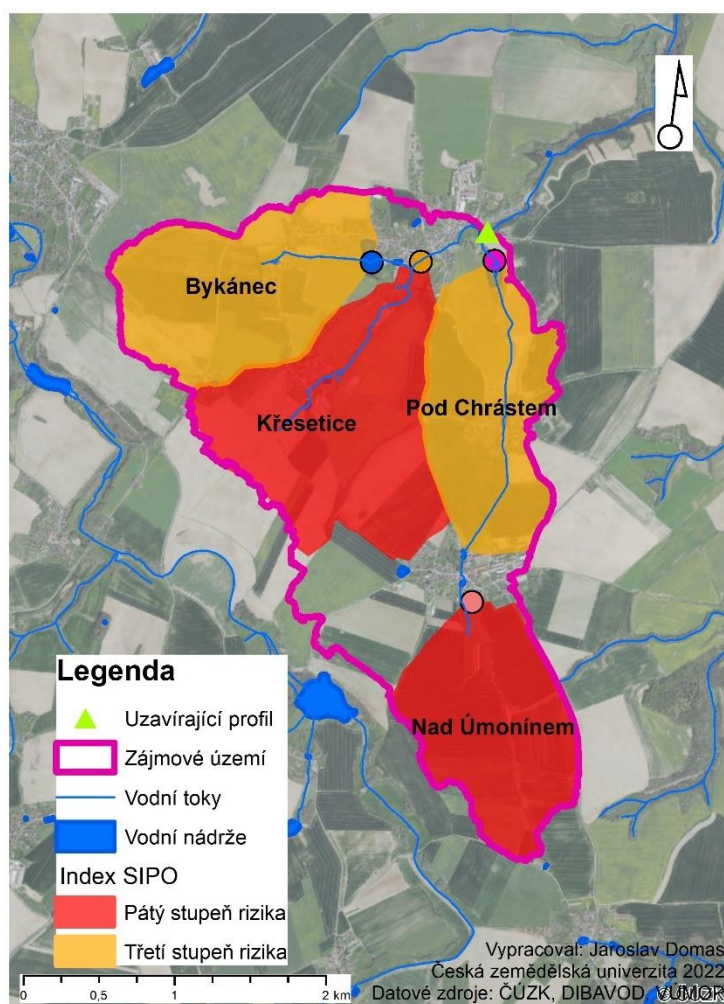 Bykánec
Křesetice
Pod Chrástem
Nad Úmonínem
Legenda
Uzavírající profil
Zájmové území
Vodní toky
Vodní nádrže
Index SIPO
Pátý stupeň rizika
Třetí stupeň rizika
0 0,5 1 2 km
Vypracoval: Jaroslav Domas
Česká zemědělská univerzita 2022
Datové zdroje: ČÚZK, DIBAVOD,
© ČÚZK